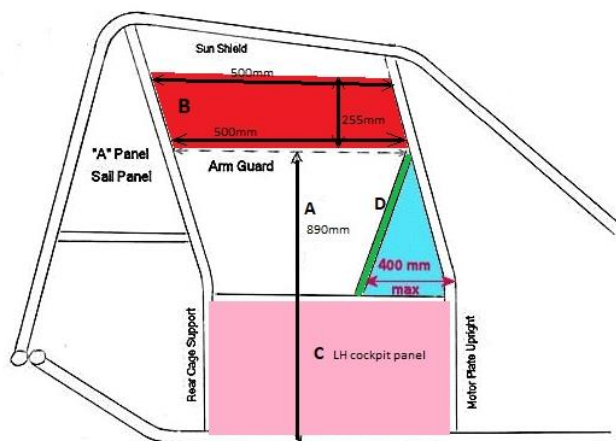 Sun Shield
500mm
B
255mm
500mm
"A" Panel
Sail Panel
Arm Guard
A
D
890mm
400 mm
max
Rear Cage Support
C LH cockpit panel
Motor Plate Upright